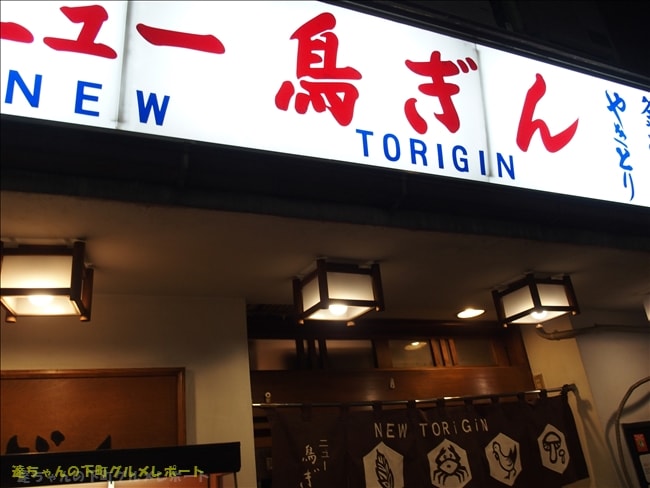 ニュー鳥ぎん
NEW TORIGIN
やきとり
NEW TORiGiN
ニュー
鳥ぎ
達ちゃんの下町グルメレポート